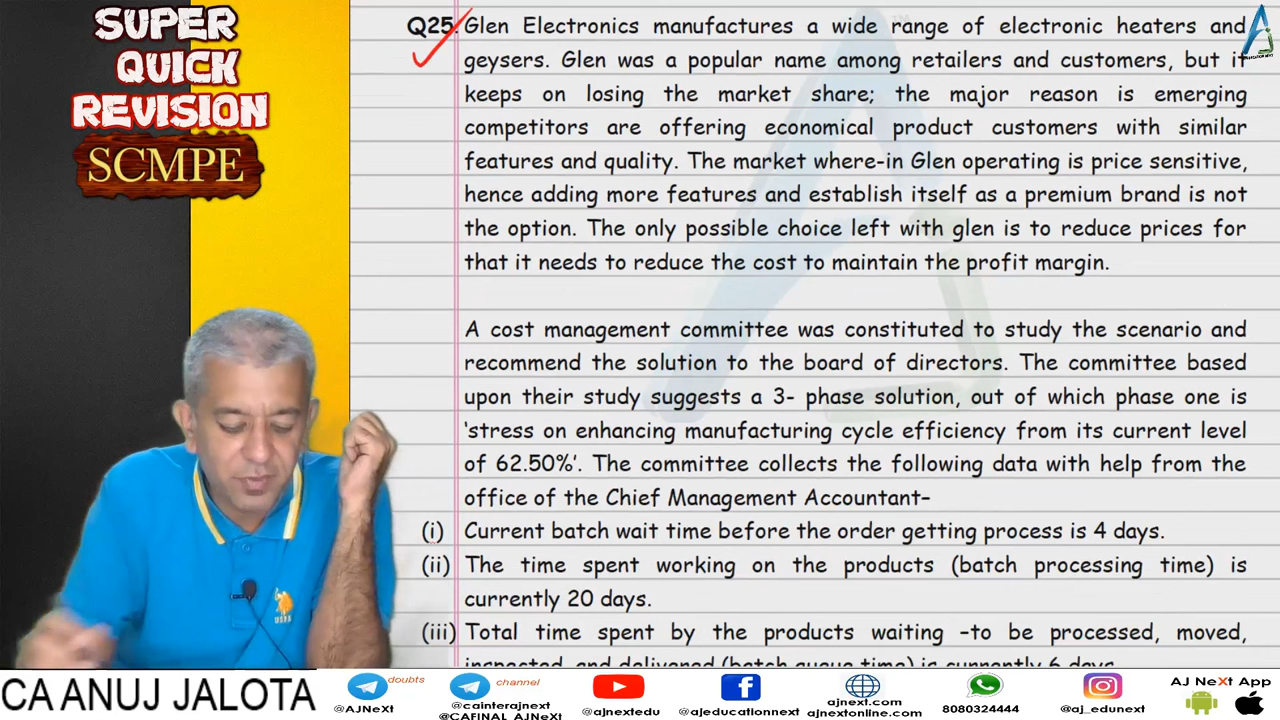 SUPER
QUICK
REVISION
SCMPE
Q25. Glen Electronics manufactures a wide range of electronic heaters and
geysers. Glen was a popular name among retailers and customers, but it
keeps on losing the market share; the major reason is emerging
competitors are offering economical product customers with similar
features and quality. The market where-in Glen operating is price sensitive,
hence adding more features and establish itself as a premium brand is not
the option. The only possible choice left with glen is to reduce prices for
that it needs to reduce the cost to maintain the profit margin.
A cost management committee was constituted to study the scenario and
recommend the solution to the board of directors. The committee based
upon their study suggests a 3- phase solution, out of which phase one is
‘stress on enhancing manufacturing cycle efficiency from its current level
of 62.50%’. The committee collects the following data with help from the
office of the Chief Management Accountant–
(i) Current batch wait time before the order getting process is 4 days.
(ii) The time spent working on the products (batch processing time) is
currently 20 days.
(iii) Total time spent by the products waiting –to be processed, moved,
inspected, and delivered (batch queue time) is currently 6 days
CA ANUJ JALOTA
doubts
@AJNeXt
channel
@cainterajnext
@CAFINAL_AJNeXt
@ajnextedu
@ajeducationnext
ajnext.com
ajnextonline.com
8080324444
@aj_edunext
AJ NeXt App